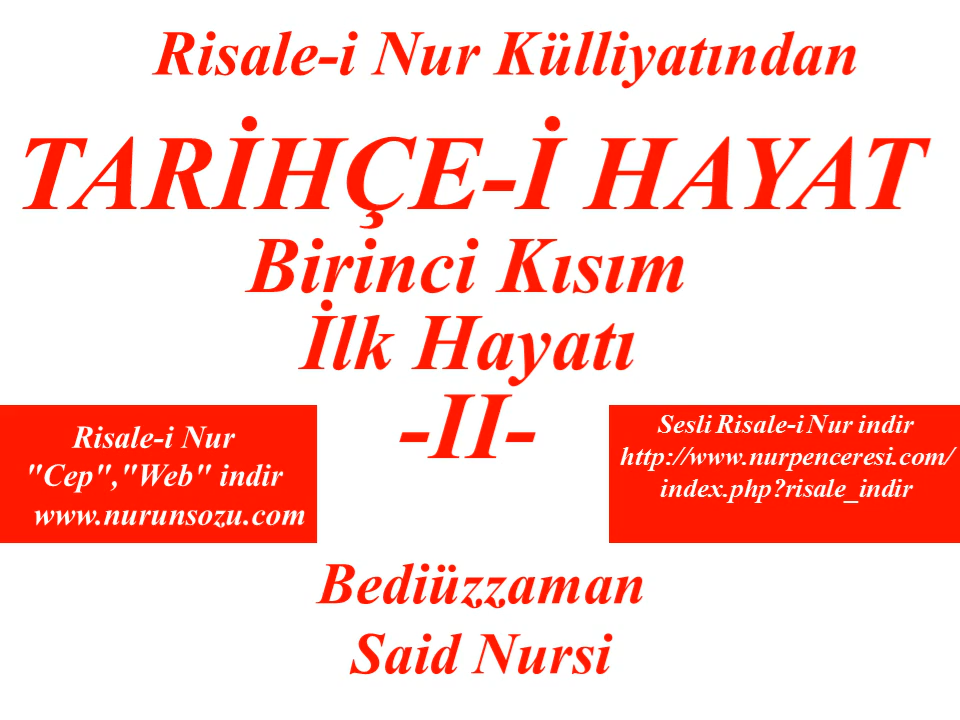 Risale-i Nur Külliyatından
TARİHÇE-İ HAYAT
Birinci Kısım
İlk Hayatı
-II-
Risale-i Nur
"Cep","Web" indir
www.nurunsozu.com
Sesli Risale-i Nur indir
http://www.nurpenceresi.com/
index.php?risale_indir
Bediüzzaman
Said Nursi